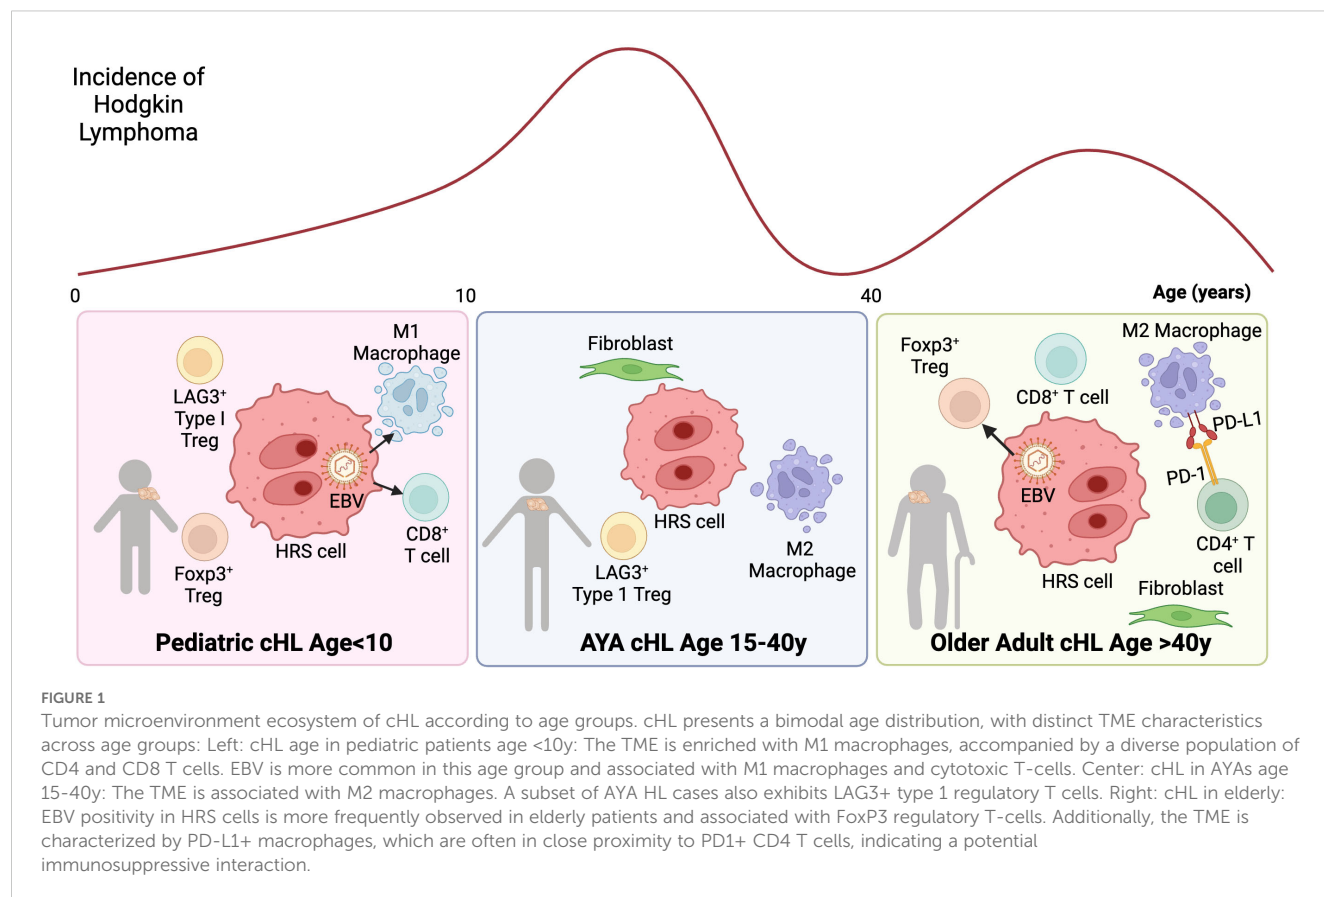 Incidence of
Hodgkin
Lymphoma
0
10
40
Age (years)
M1
Macrophage
LAG3⁺
Type I
Treg
EBV
CD8⁺
T cell
HRS cell
Foxp3⁺
Treg
Pediatric cHL Age<10
Fibroblast
HRS cell
M2
Macrophage
LAG3⁺
Type 1 Treg
AYA cHL Age 15-40y
Foxp3⁺
Treg
CD8⁺ T cell
M2 Macrophage
PD-L1
PD-1
EBV
CD4⁺ T
cell
HRS cell
Fibroblast
Older Adult cHL Age >40y
FIGURE 1
Tumor microenvironment ecosystem of cHL according to age groups. cHL presents a bimodal age distribution, with distinct TME characteristics
across age groups: Left: cHL age in pediatric patients age <10y: The TME is enriched with M1 macrophages, accompanied by a diverse population of
CD4 and CD8 T cells. EBV is more common in this age group and associated with M1 macrophages and cytotoxic T-cells. Center: cHL in AYAs age
15-40y: The TME is associated with M2 macrophages. A subset of AYA HL cases also exhibits LAG3+ type 1 regulatory T cells. Right: cHL in elderly:
EBV positivity in HRS cells is more frequently observed in elderly patients and associated with FoxP3 regulatory T-cells. Additionally, the TME is
characterized by PD-L1+ macrophages, which are often in close proximity to PD1+ CD4 T cells, indicating a potential
immunosuppressive interaction.